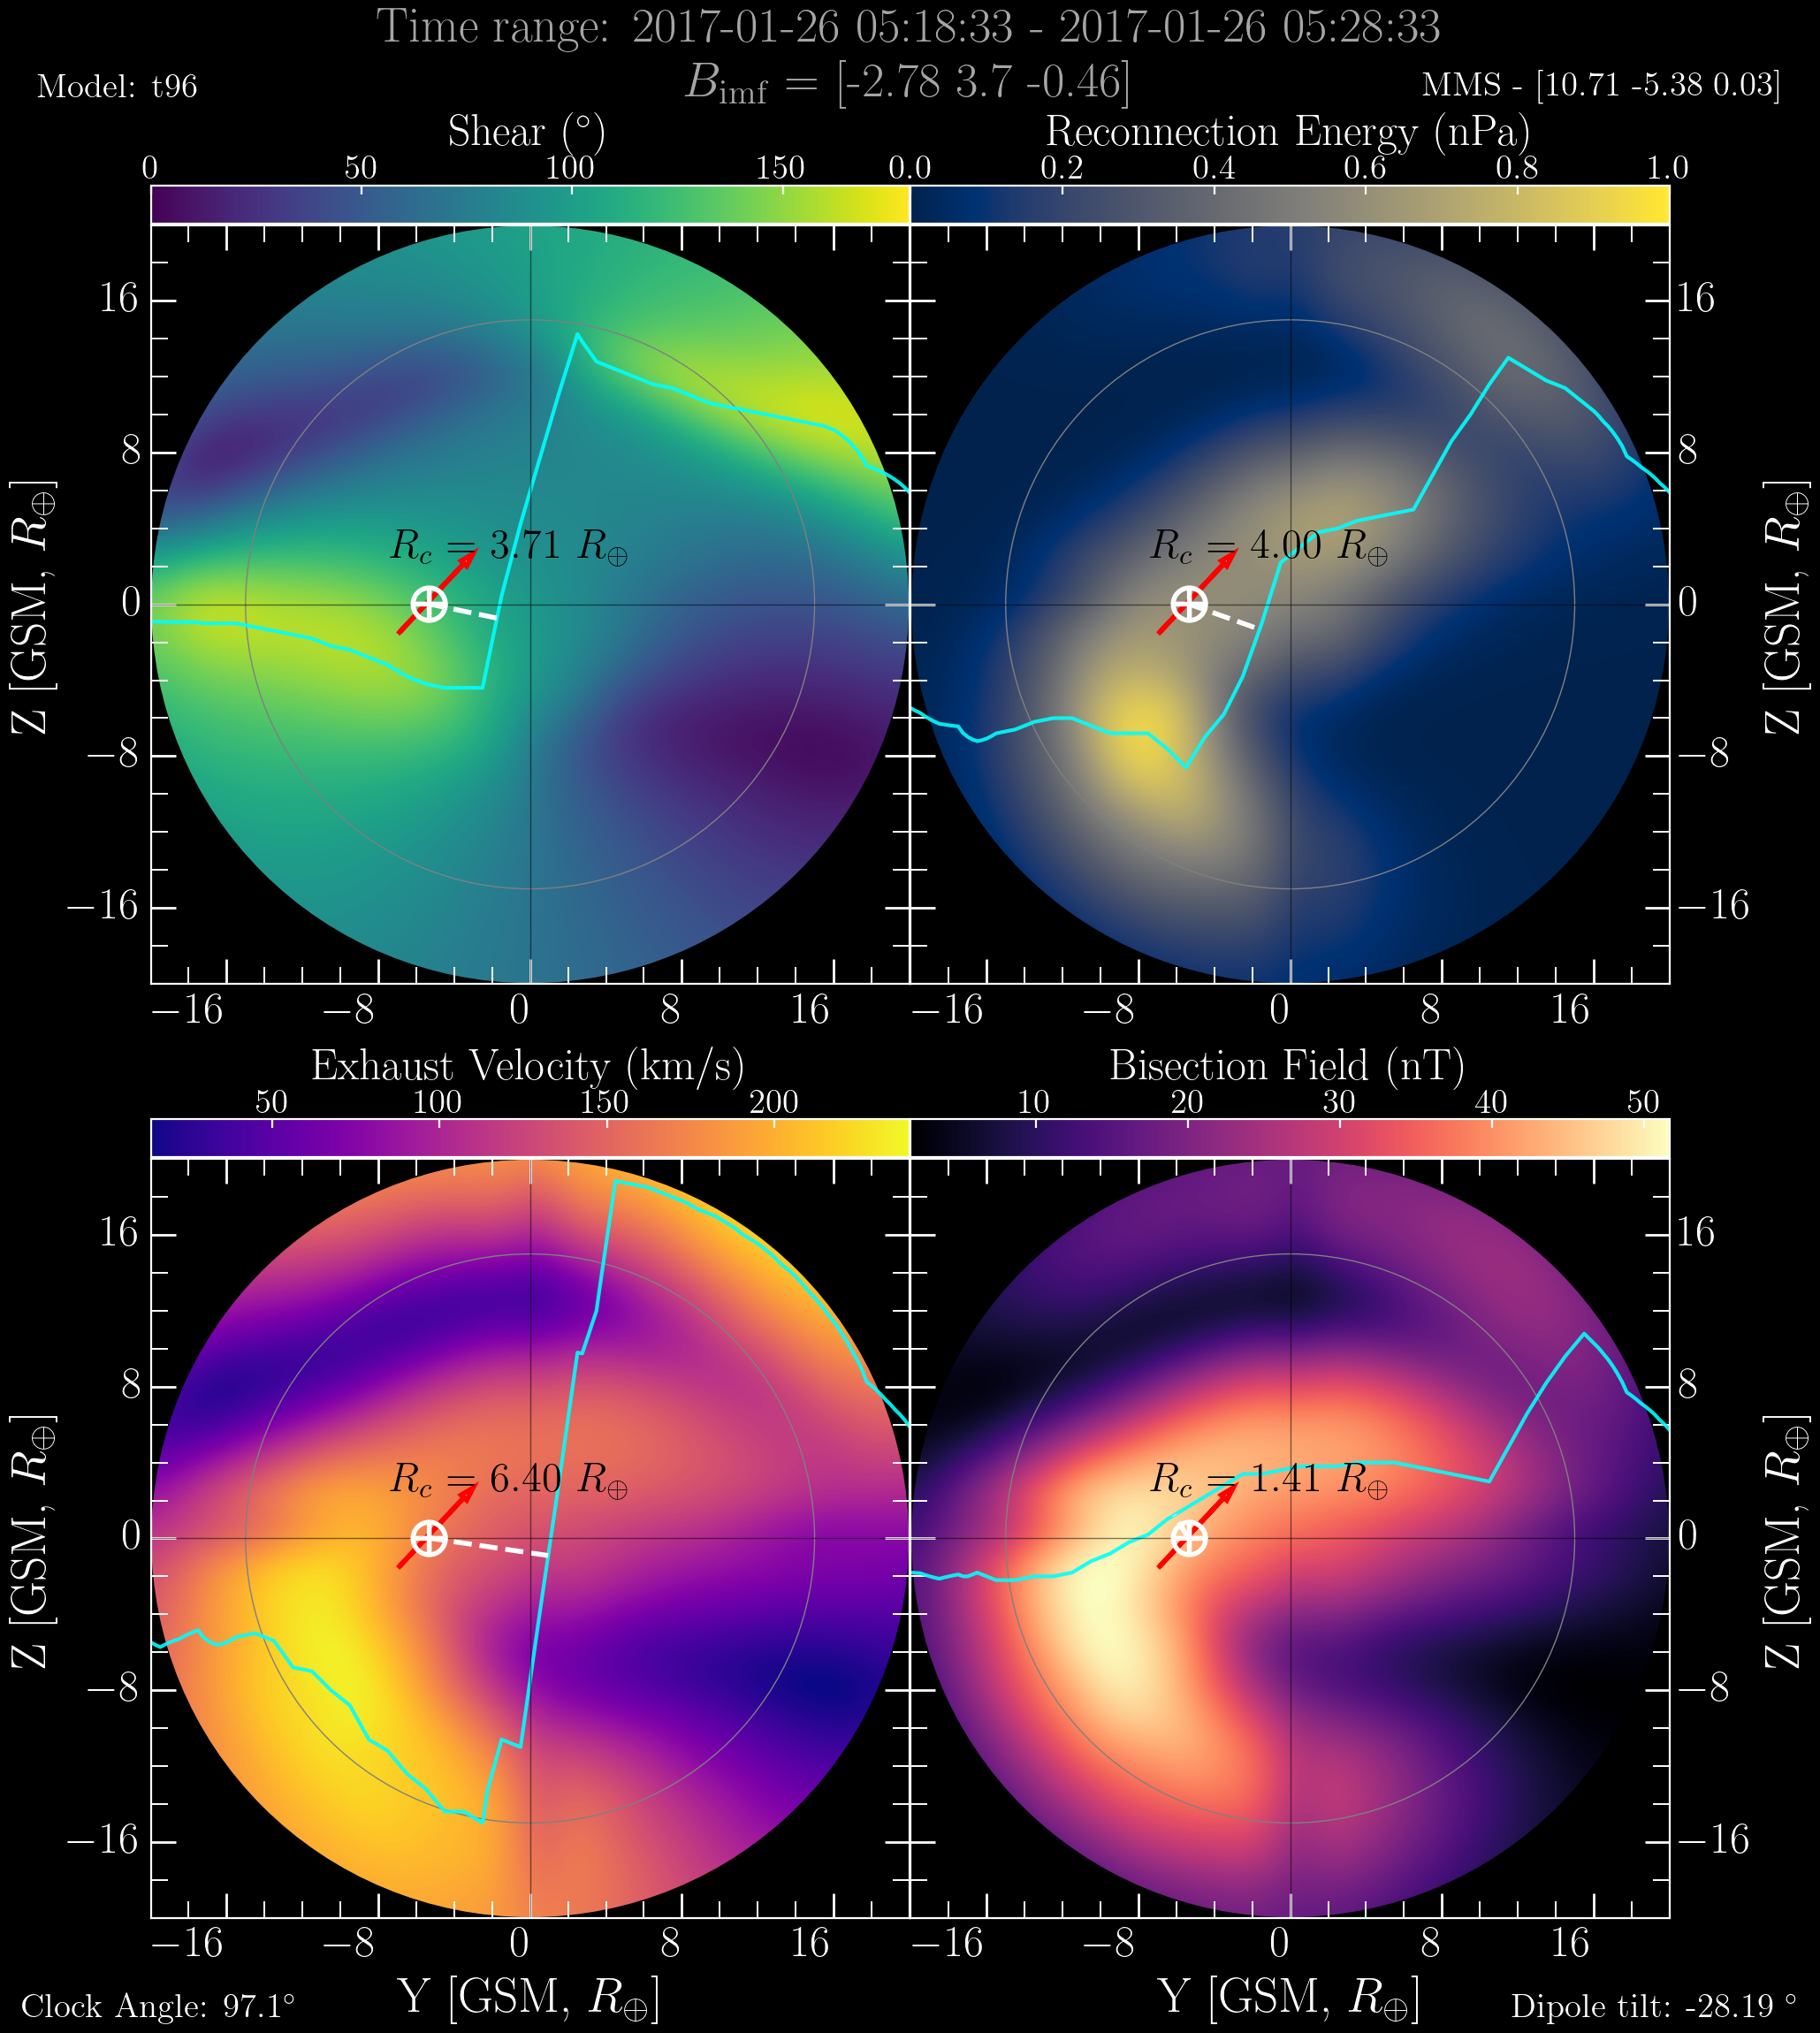 Time range: 2017-01-26 05:18:33 - 2017-01-26 05:28:33
Model: t96
B_imf = [-2.78 3.7 -0.46]
MMS - [10.71 -5.38 0.03]
Shear (°)
Reconnection Energy (nPa)
0 50 100 150
0.0 0.2 0.4 0.6 0.8 1.0
16 8 0 −8 −16
Z [GSM, R⊕]
R_c = 3.71 R⊕
R_c = 4.00 R⊕
16 8 0 −8 −16
Z [GSM, R⊕]
−16 −8 0 8 16
−16 −8 0 8 16
Exhaust Velocity (km/s)
Bisection Field (nT)
50 100 150 200
10 20 30 40 50
16 8 0 −8 −16
Z [GSM, R⊕]
R_c = 6.40 R⊕
R_c = 1.41 R⊕
16 8 0 −8 −16
Z [GSM, R⊕]
−16 −8 0 8 16
−16 −8 0 8 16
Y [GSM, R⊕]
Y [GSM, R⊕]
Clock Angle: 97.1°
Dipole tilt: -28.19 °